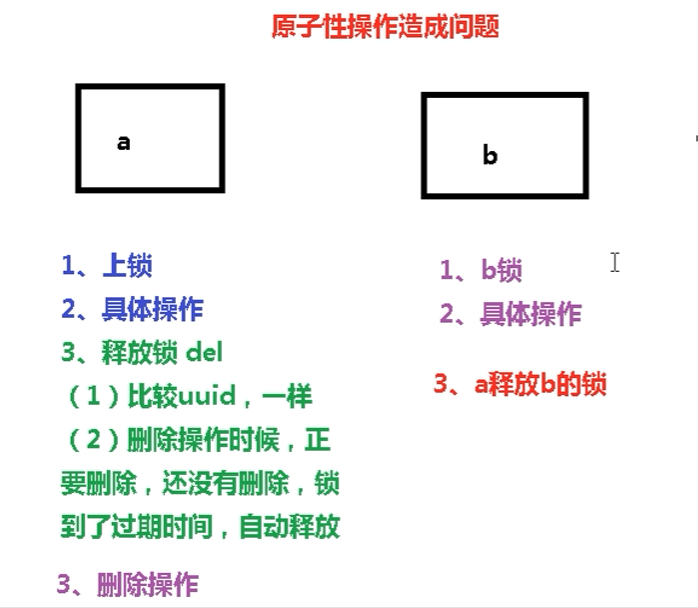 原子性操作造成问题
a
b
1、上锁
2、具体操作
3、释放锁 del
（1）比较uuid，一样
（2）删除操作时候，正
要删除，还没有删除，锁
到了过期时间，自动释放
3、删除操作
1、b锁
2、具体操作
3、a释放b的锁